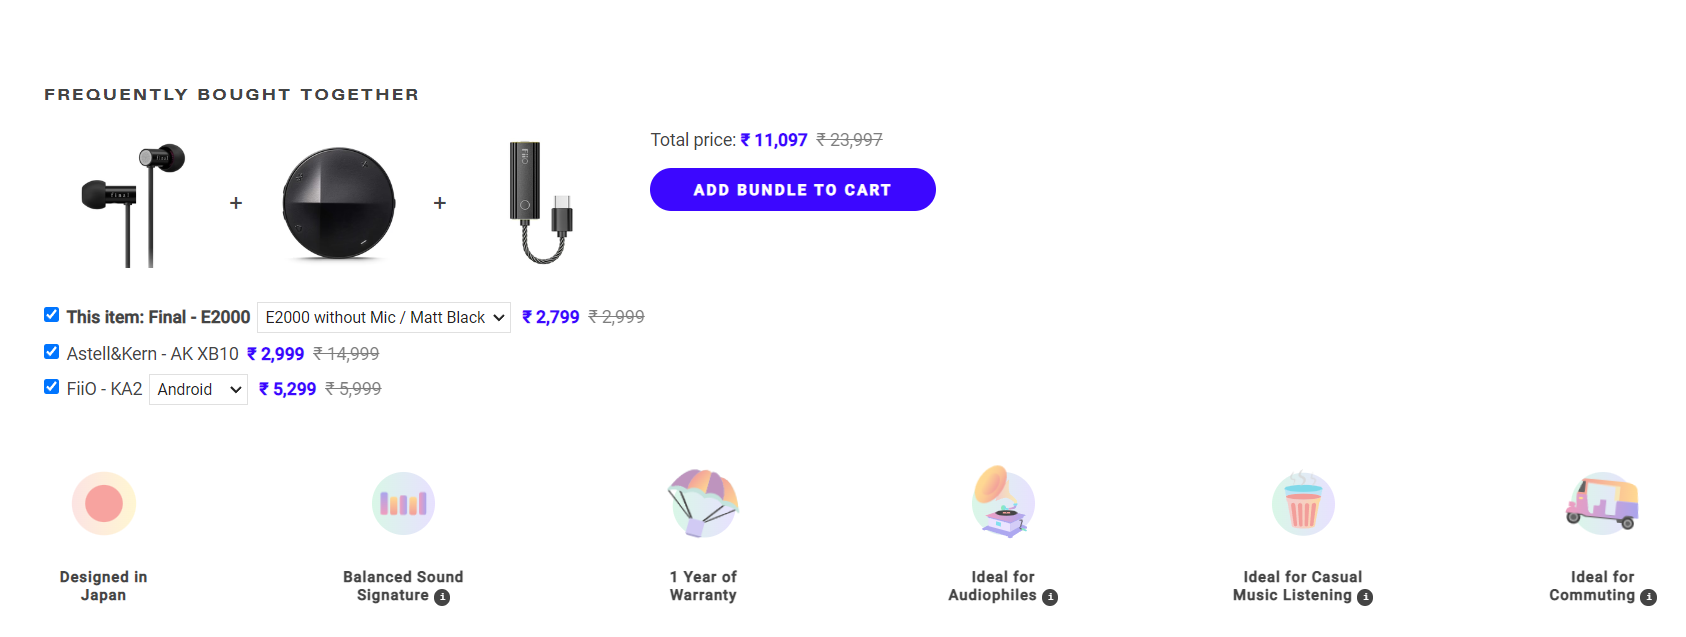 FREQUENTLY BOUGHT TOGETHER
final
final
FiiO
+
+
Total price: ₹ 11,097 ₹ 23,997
ADD BUNDLE TO CART
This item: Final - E2000 E2000 without Mic / Matt Black ₹ 2,799 ₹ 2,999
Astell&Kern - AK XB10 ₹ 2,999 ₹ 14,999
FiiO - KA2 Android ₹ 5,299 ₹ 5,999
Designed in
Japan
Balanced Sound
Signature i
1 Year of
Warranty
Ideal for
Audiophiles i
Ideal for Casual
Music Listening i
Ideal for
Commuting i